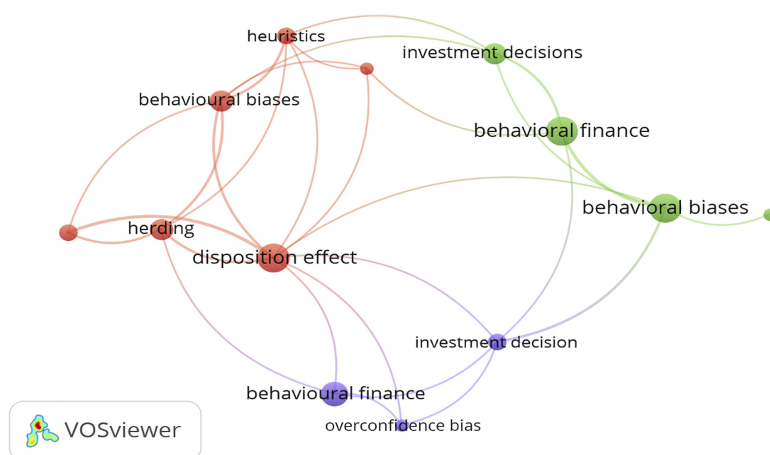 heuristics
investment decisions
behavioural biases
behavioral finance
behavioral biases
herding
disposition effect
investment decision
behavioural finance
overconfidence bias
VOSviewer